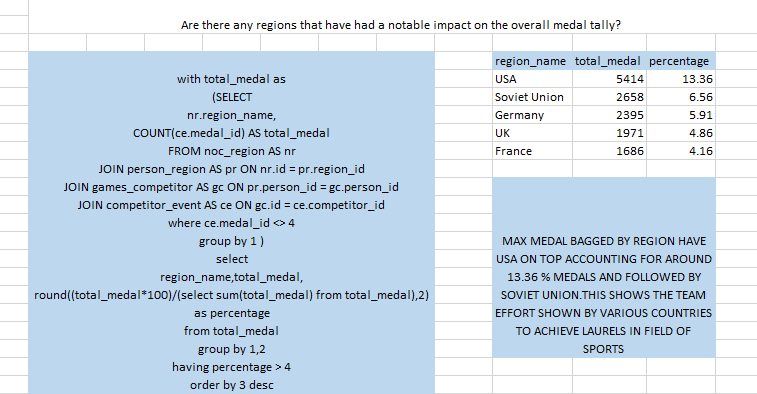 Are there any regions that have had a notable impact on the overall medal tally?
with total_medal as
(SELECT
nr.region_name,
COUNT(ce.medal_id) AS total_medal
FROM noc_region AS nr
JOIN person_region AS pr ON nr.id = pr.region_id
JOIN games_competitor AS gc ON pr.person_id = gc.person_id
JOIN competitor_event AS ce ON gc.id = ce.competitor_id
where ce.medal_id <> 4
group by 1 )
select
region_name,total_medal,
round((total_medal*100)/(select sum(total_medal) from total_medal),2)
as percentage
from total_medal
group by 1,2
having percentage > 4
order by 3 desc
region_name total_medal percentage
USA 5414 13.36
Soviet Union 2658 6.56
Germany 2395 5.91
UK 1971 4.86
France 1686 4.16
MAX MEDAL BAGGED BY REGION HAVE
USA ON TOP ACCOUNTING FOR AROUND
13.36 % MEDALS AND FOLLOWED BY
SOVIET UNION.THIS SHOWS THE TEAM
EFFORT SHOWN BY VARIOUS COUNTRIES
TO ACHIEVE LAURELS IN FIELD OF
SPORTS